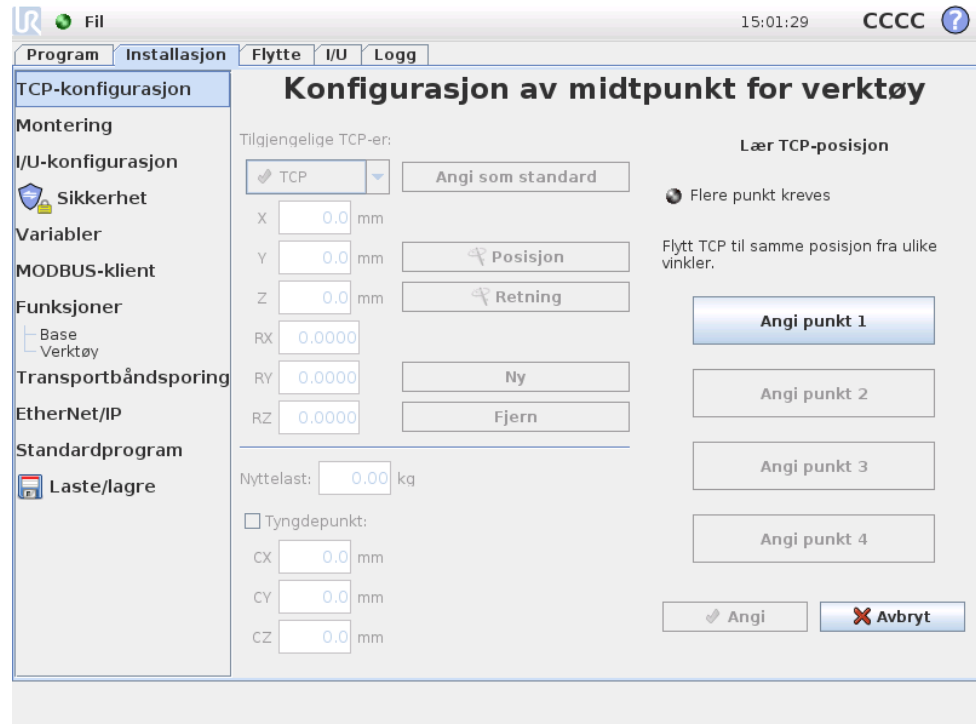 UR Fil 15:01:29 CCCC ?
Program Installasjon Flytte I/U Logg
TCP-konfigurasjon
Montering
I/U-konfigurasjon
Sikkerhet
Variabler
MODBUS-klient
Funksjoner
Base
Verktøy
Transportbåndsporing
EtherNet/IP
Standardprogram
Laste/lagre
Konfigurasjon av midtpunkt for verktøy
Tilgjengelige TCP-er:
TCP Angi som standard
X 0.0 mm
Y 0.0 mm Posisjon
Z 0.0 mm Retning
RX 0.0000
RY 0.0000 Ny
RZ 0.0000 Fjern
Nyttelast: 0.00 kg
Tyngdepunkt:
CX 0.0 mm
CY 0.0 mm
CZ 0.0 mm
Lær TCP-posisjon
Flere punkt kreves
Flytt TCP til samme posisjon fra ulike
vinkler.
Angi punkt 1
Angi punkt 2
Angi punkt 3
Angi punkt 4
Angi Avbryt